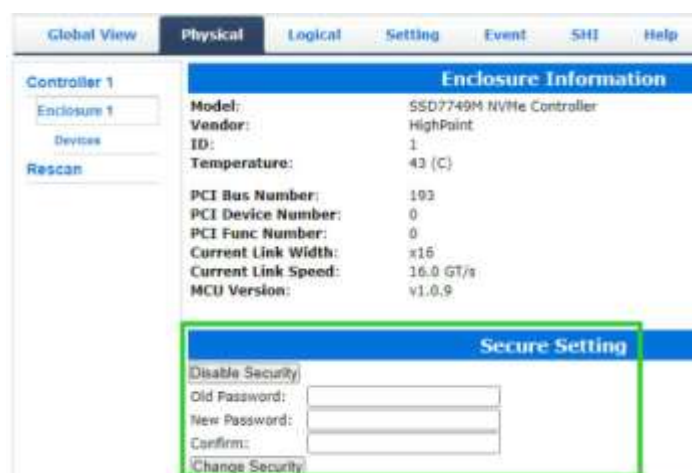 Global View Physical Logical Setting Event SHI Help
Controller 1
Enclosure 1
Devices
Rescan
Enclosure Information
Model: SSD7749M NVMe Controller
Vendor: HighPoint
ID: 1
Temperature: 43 (C)
PCI Bus Number: 193
PCI Device Number: 0
PCI Func Number: 0
Current Link Width: x16
Current Link Speed: 16.0 GT/s
MCU Version: v1.0.9
Secure Setting
Disable Security
Old Password:
New Password:
Confirm:
Change Security